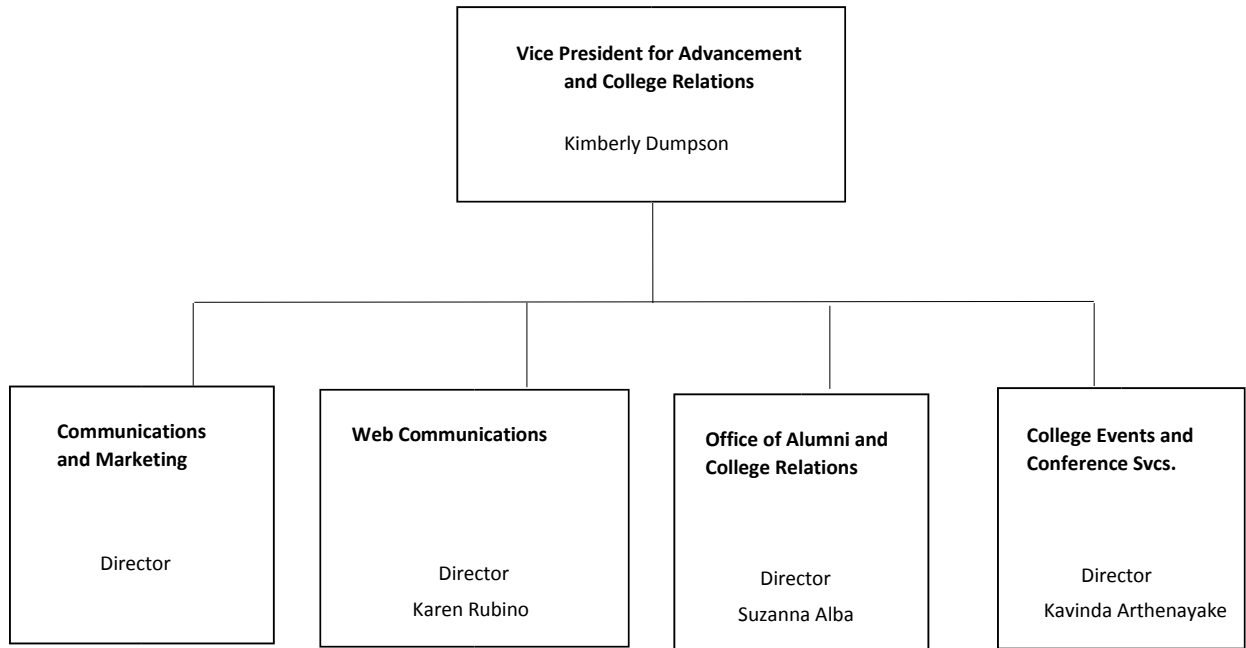 Vice President for Advancement
and College Relations
Kimberly Dumpson
Communications
and Marketing
Director
Web Communications
Director
Karen Rubino
Office of Alumni and
College Relations
Director
Suzanna Alba
College Events and
Conference Svcs.
Director
Kavinda Arthenayake